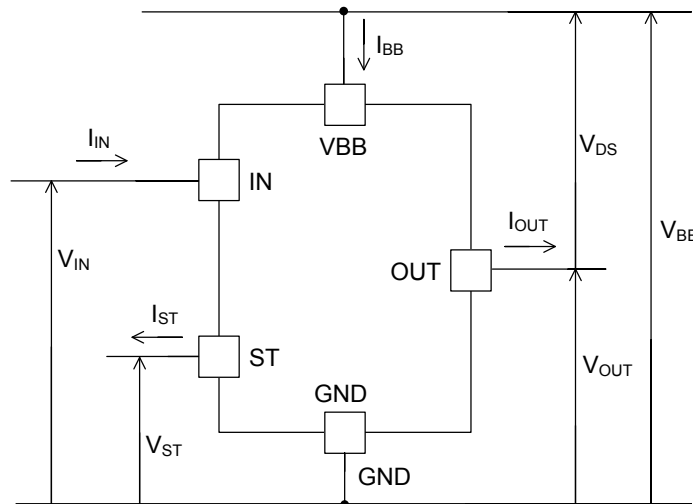 IBB
VBB
IIN
IN
VDS
IOUT
VBB
VIN
OUT
IST
ST
VOUT
GND
VST
GND